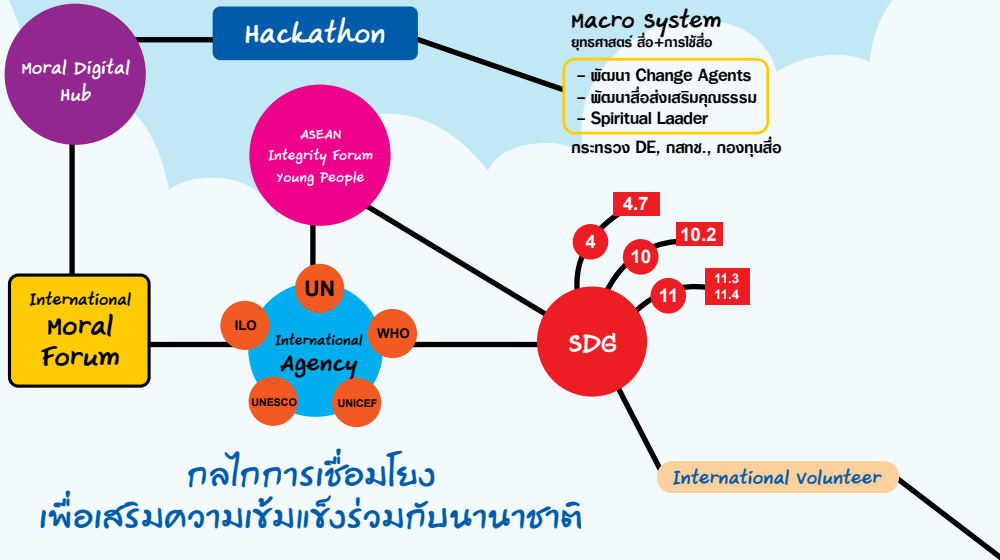 Moral Digital
Hub
Hackathon
Macro System
ยุทธศาสตร์ สื่อ+การใช้สื่อ
– พัฒนา Change Agents
– พัฒนาสื่อส่งเสริมคุณธรรม
– Spiritual Laader
กระทรวง DE, กสทช., กองทุนสื่อ
ASEAN
Integrity Forum
Young People
4.7
4
10.2
10
11.3
11.4
11
International
Moral
Forum
UN
ILO
WHO
International
Agency
UNESCO
UNICEF
SDG
International Volunteer
กลไกการเชื่อมโยง
เพื่อเสริมความเข้มแข็งร่วมกับนานาชาติ